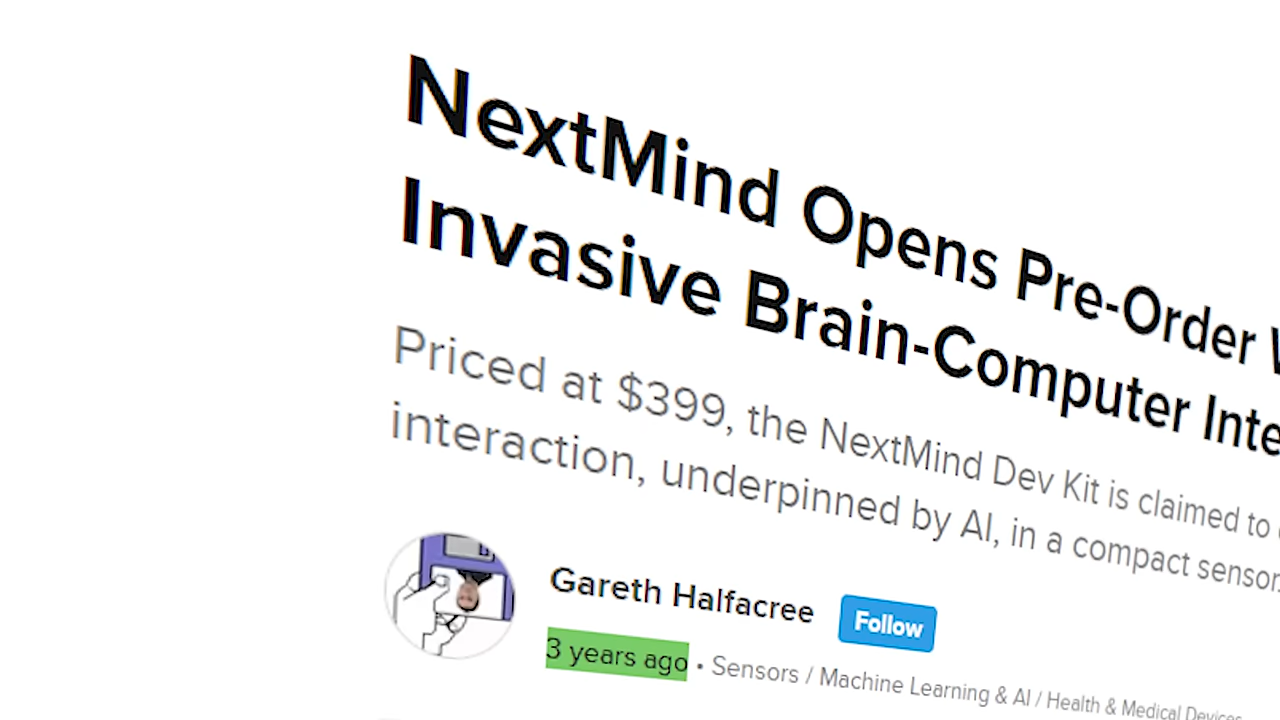 NextMind Opens Pre-Order
Invasive Brain-Computer
Priced at $399, the NextMind Dev Kit is claimed to
interaction, underpinned by AI, in a compact sensor.
Gareth Halfacree Follow
3 years ago • Sensors / Machine Learning & AI / Health & Medical Devices